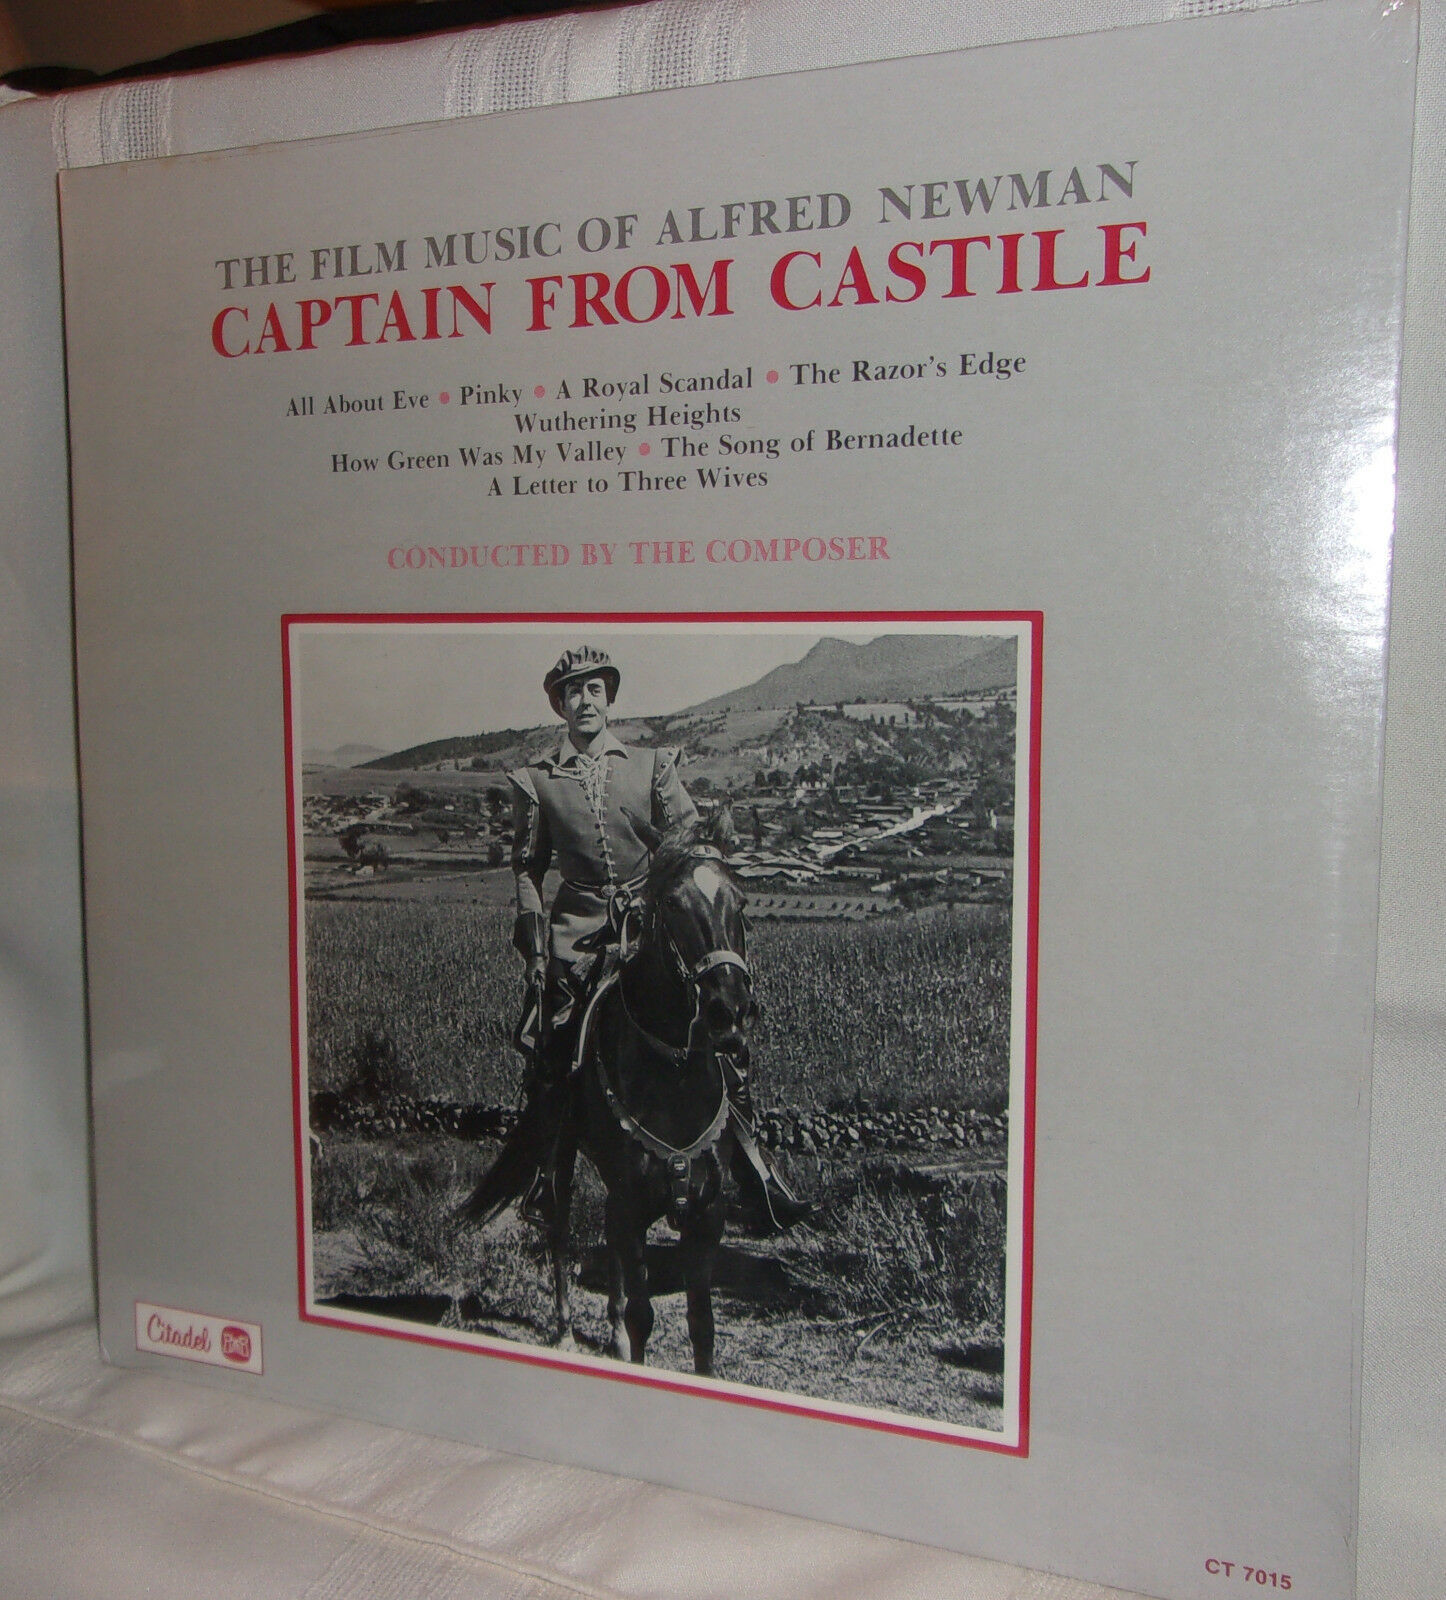 THE FILM MUSIC OF ALFRED NEWMAN
CAPTAIN FROM CASTILE
All About Eve • Pinky • A Royal Scandal • The Razor's Edge
Wuthering Heights
How Green Was My Valley • The Song of Bernadette
A Letter to Three Wives
CONDUCTED BY THE COMPOSER
Citadel
CT 7015